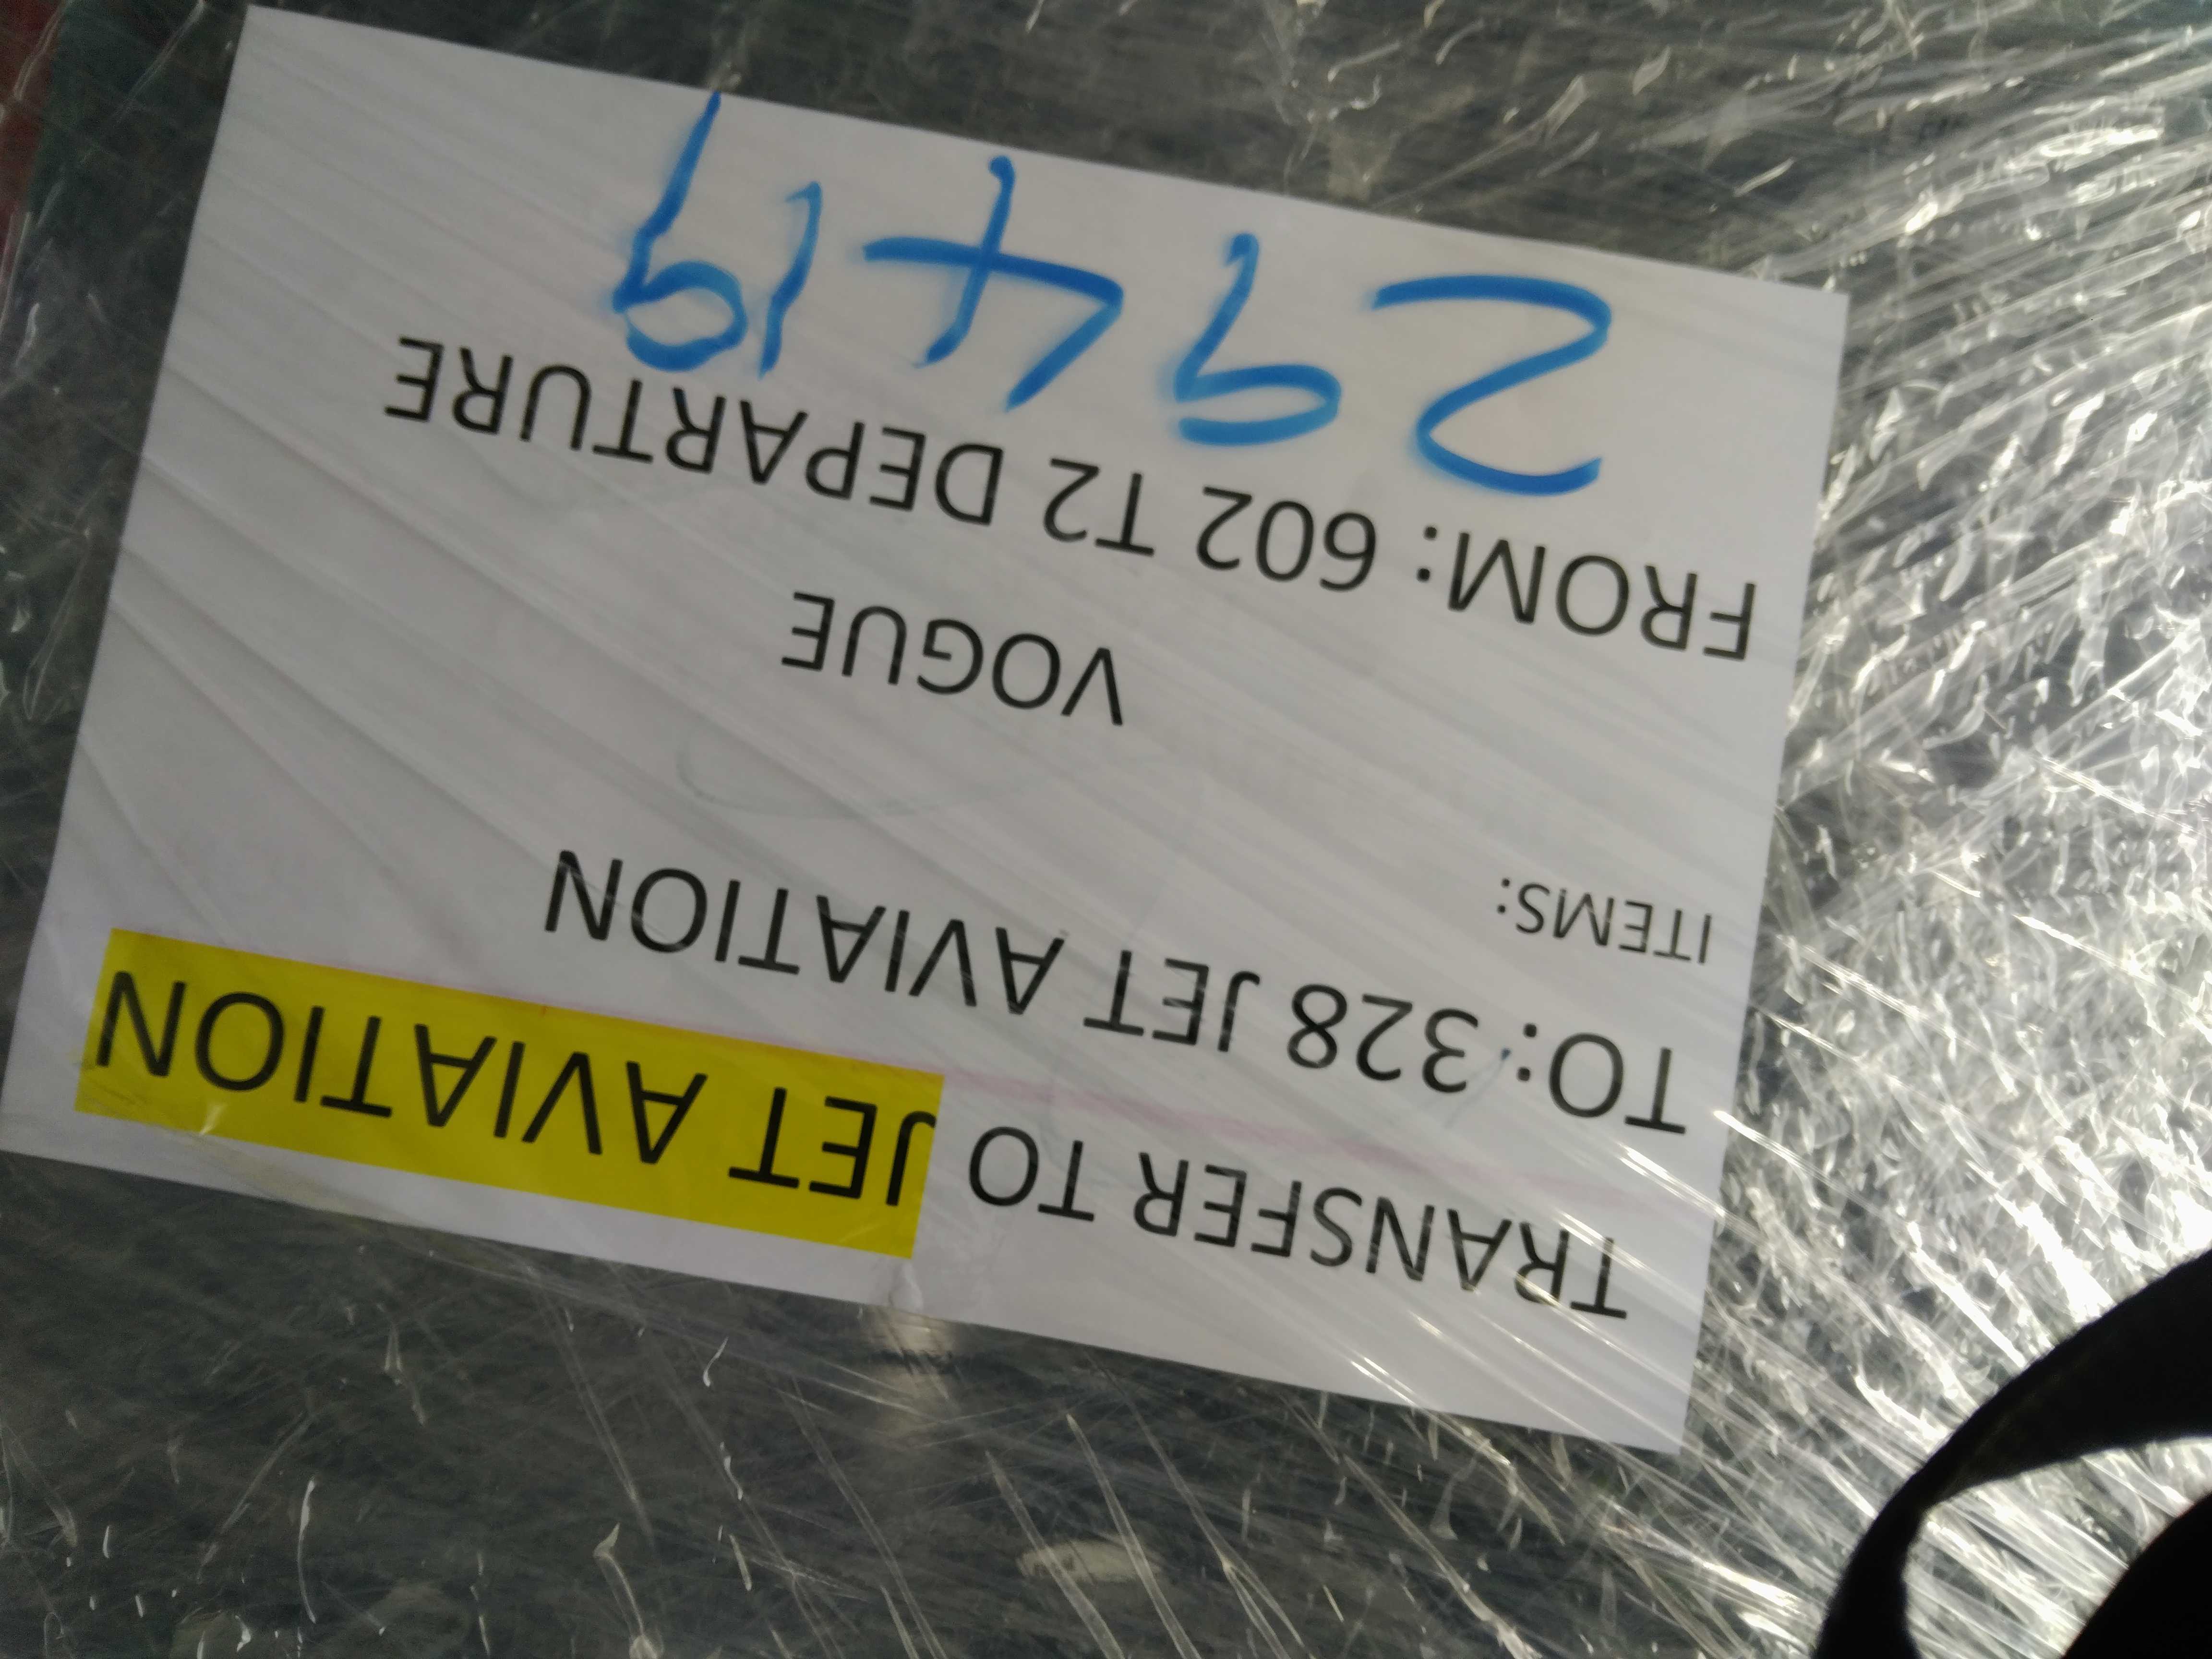 TRANSFER TO JET AVIATION
TO: 328 JET AVIATION
ITEMS:
VOGUE
FROM: 602 T2 DEPARTURE
29419